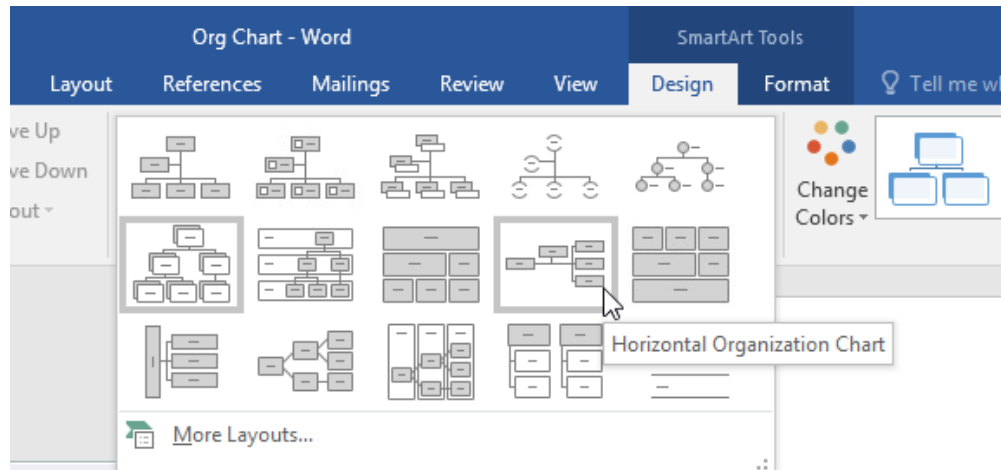 Org Chart - Word
SmartArt Tools
Layout References Mailings Review View Design Format Tell me
ve Up
ve Down
out
Change
Colors
Horizontal Organization Chart
More Layouts...